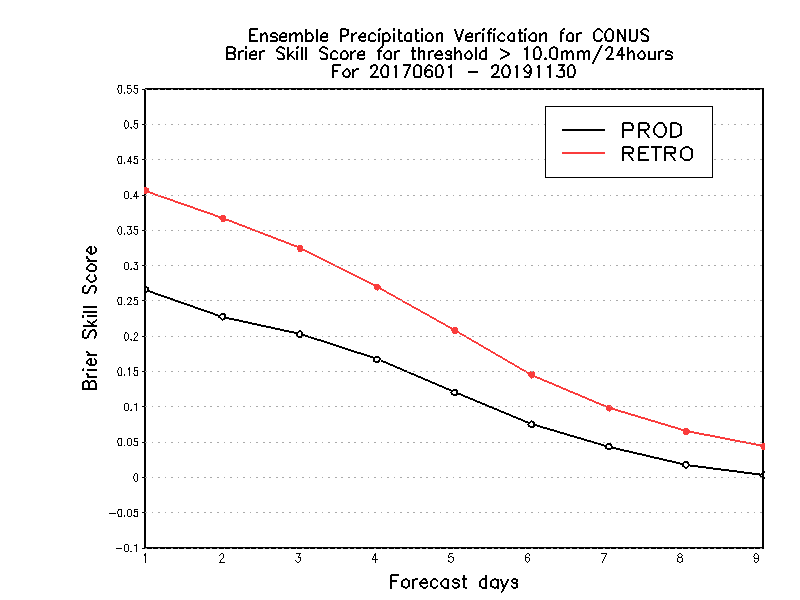 Ensemble Precipitation Verification for CONUS
Brier Skill Score for threshold > 10.0mm/24hours
For 20170601 - 20191130
PROD
RETRO
Brier Skill Score
0.55
0.5
0.45
0.4
0.35
0.3
0.25
0.2
0.15
0.1
0.05
0
-0.05
-0.1
1 2 3 4 5 6 7 8 9
Forecast days